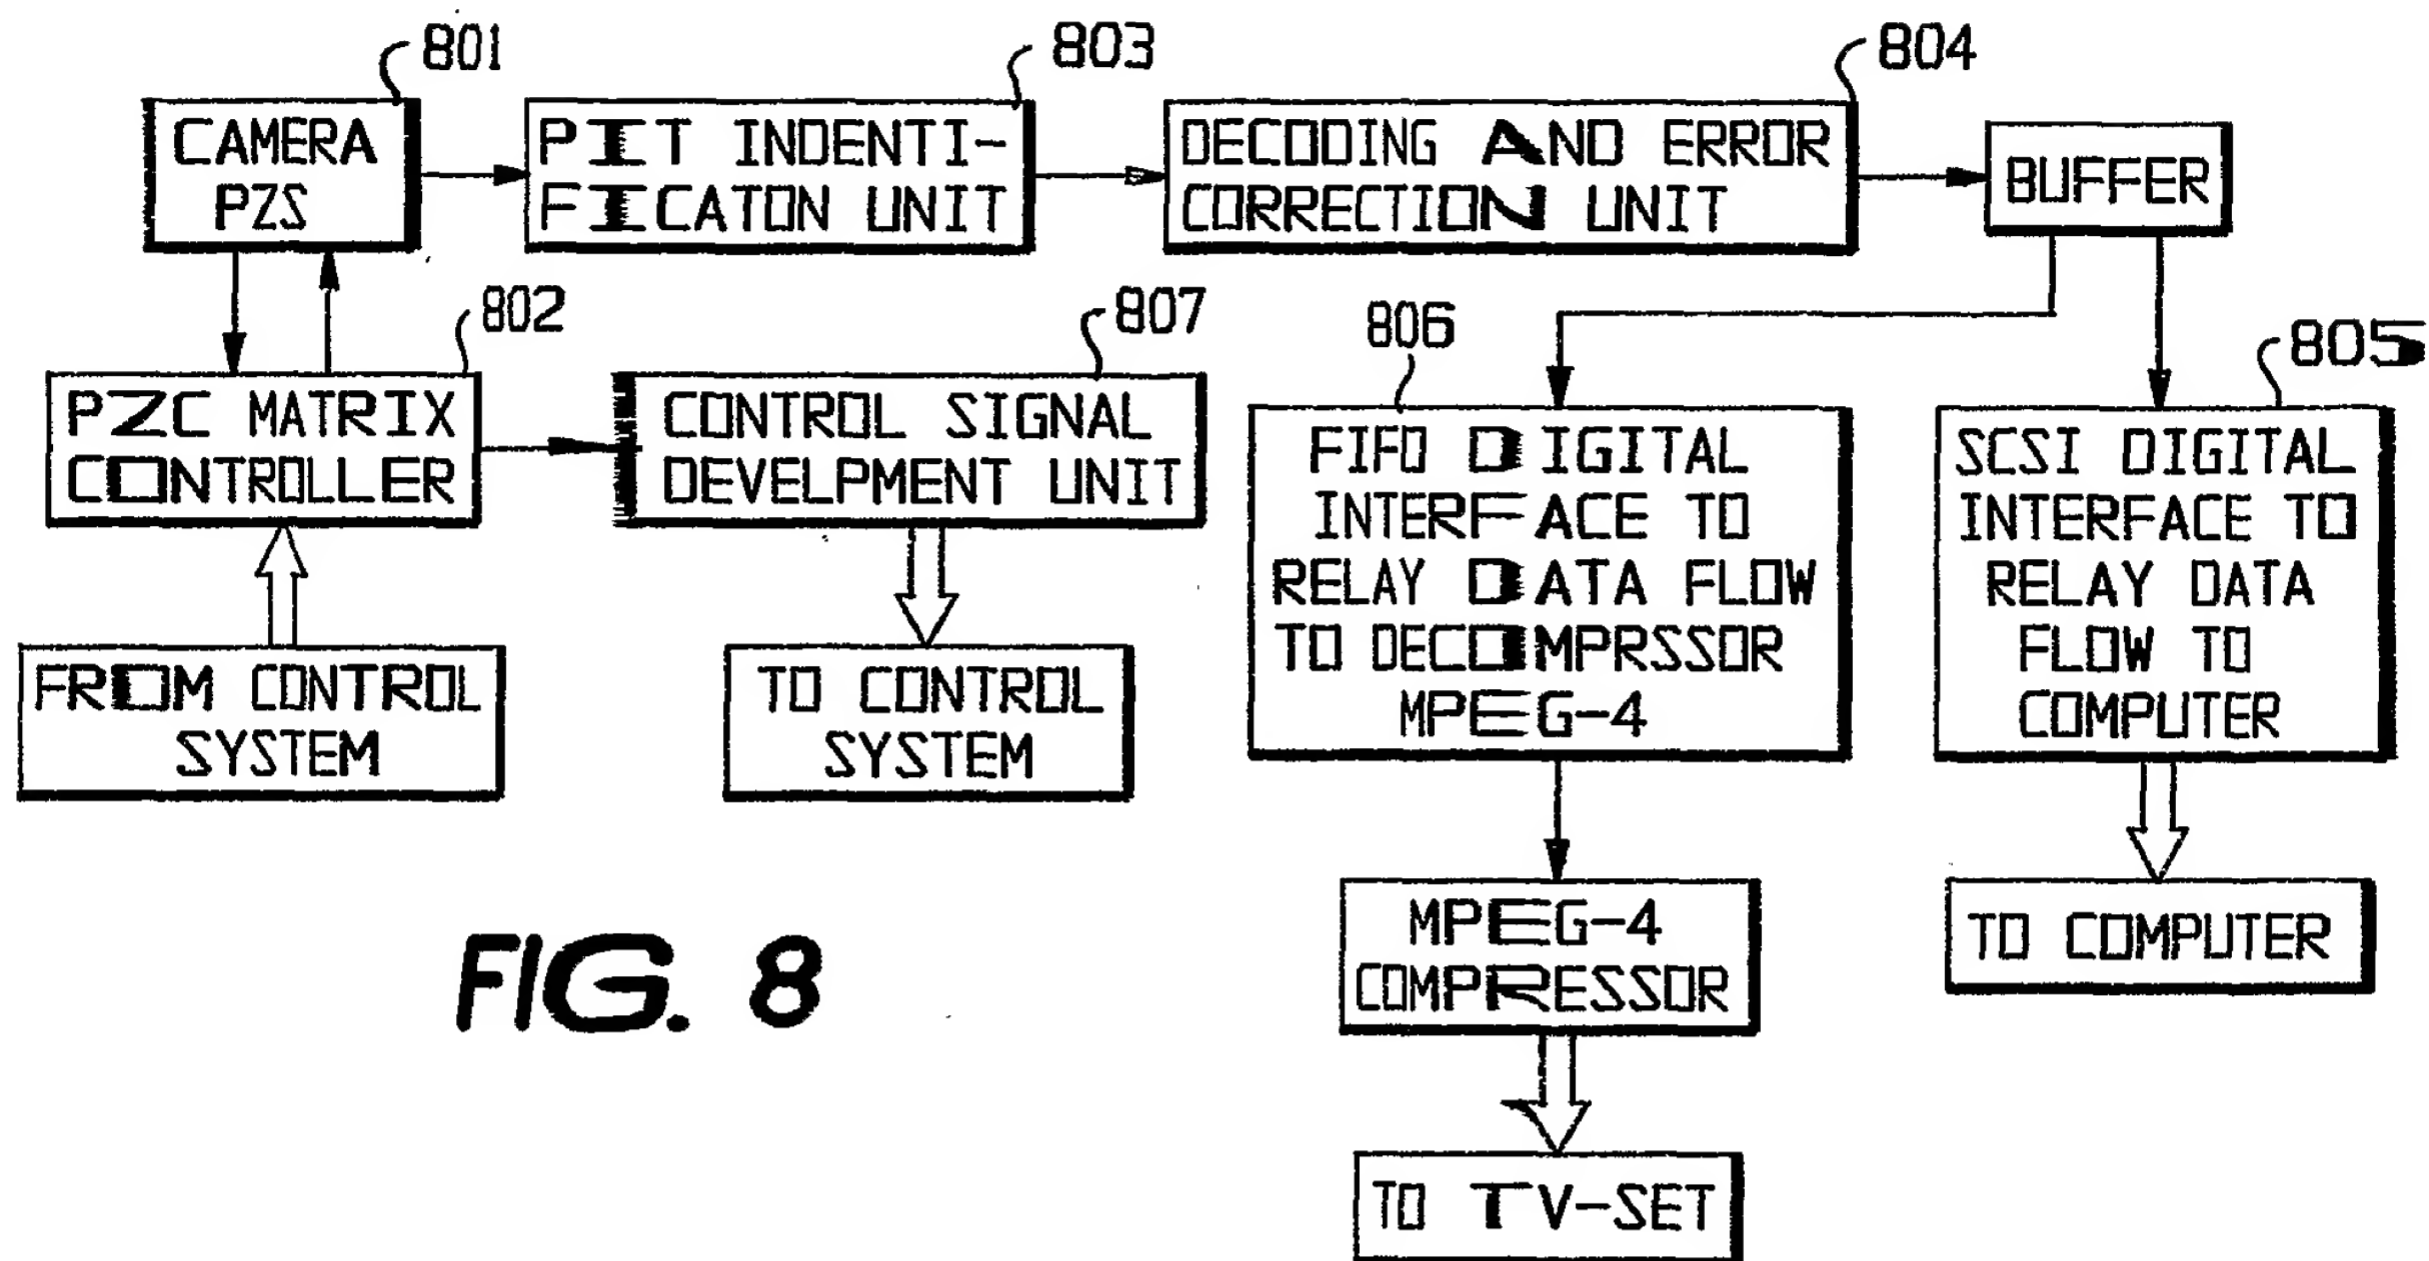 801
803
804
CAMERA
PZS
PIT INDENTI-
FICATON UNIT
DECODING AND ERROR
CORRECTION UNIT
BUFFER
802
807
806
805
PZC MATRIX
CONTROLLER
CONTROL SIGNAL
DEVELPMENT UNIT
FIFO DIGITAL
INTERFACE TO
RELAY DATA FLOW
TO DECOMPRSSOR
MPEG-4
SCSI DIGITAL
INTERFACE TO
RELAY DATA
FLOW TO
COMPUTER
FROM CONTROL
SYSTEM
TO CONTROL
SYSTEM
MPEG-4
COMPRESSOR
TO COMPUTER
TO TV-SET
FIG. 8